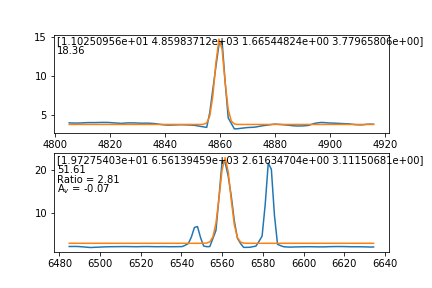 [1.10250956e+01 4.85983712e+03 1.66544824e+00 3.77965806e+00]
18.36
15
10
5
4800 4820 4840 4860 4880 4900 4920
[1.97275403e+01 6.56139459e+03 2.61634704e+00 3.11150681e+00]
51.61
Ratio = 2.81
Av = -0.07
20
10
6480 6500 6520 6540 6560 6580 6600 6620 6640